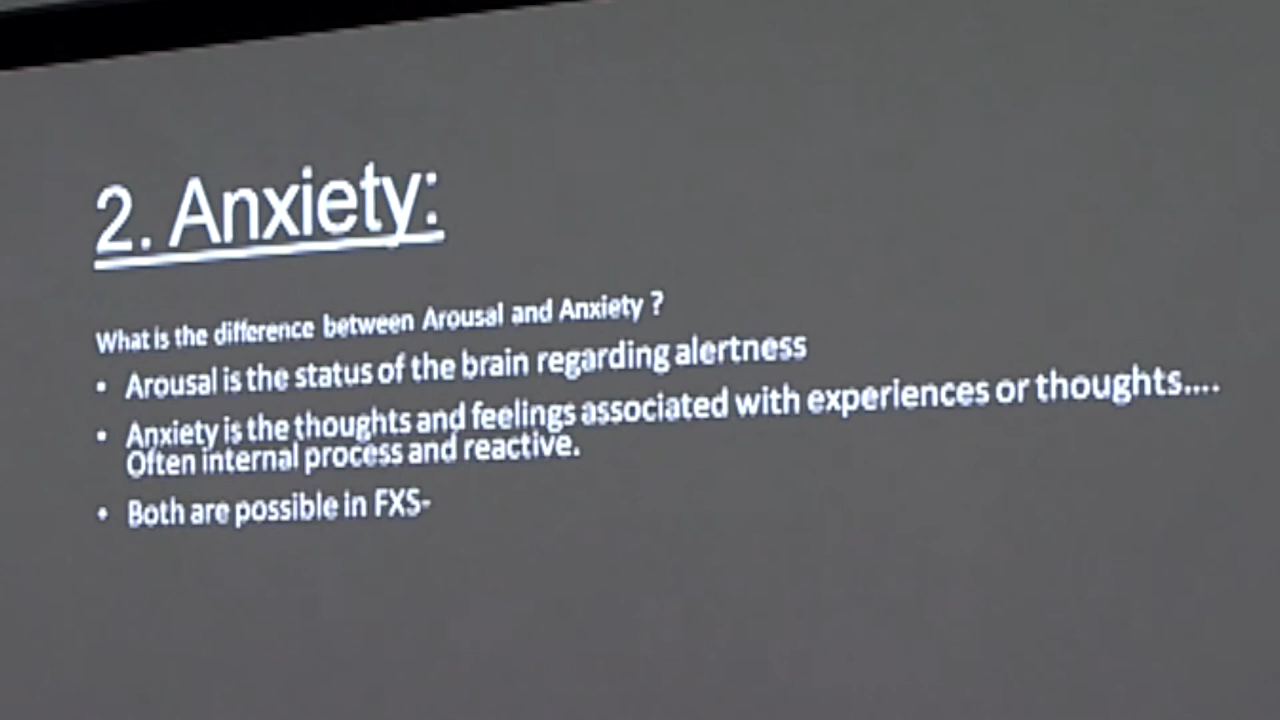 2. Anxiety:
What is the difference between Arousal and Anxiety ?
• Arousal is the status of the brain regarding alertness
• Anxiety is the thoughts and feelings associated with experiences or thoughts....
Often internal process and reactive.
• Both are possible in FXS-